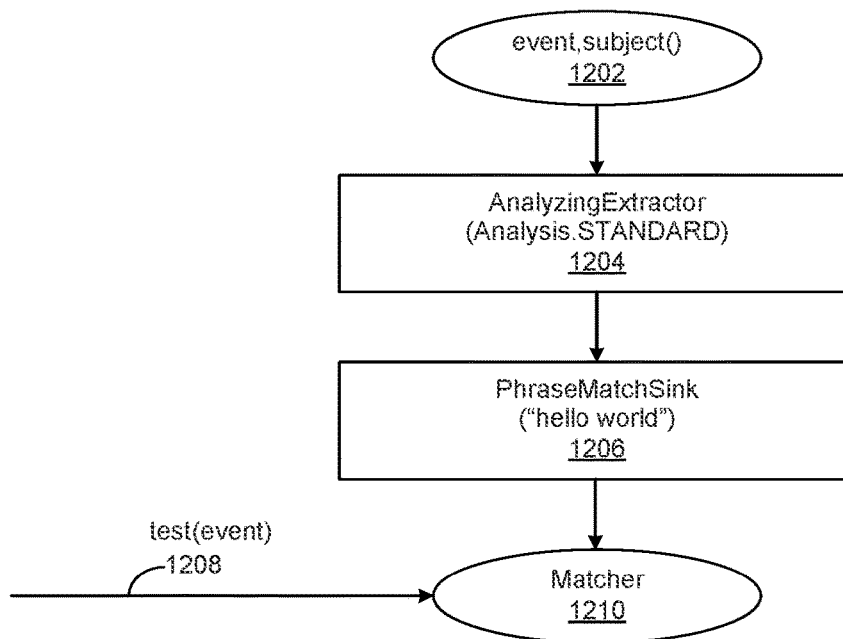 event,subject()
1202
AnalyzingExtractor
(Analysis.STANDARD)
1204
PhraseMatchSink
(“hello world”)
1206
test(event)
1208
Matcher
1210